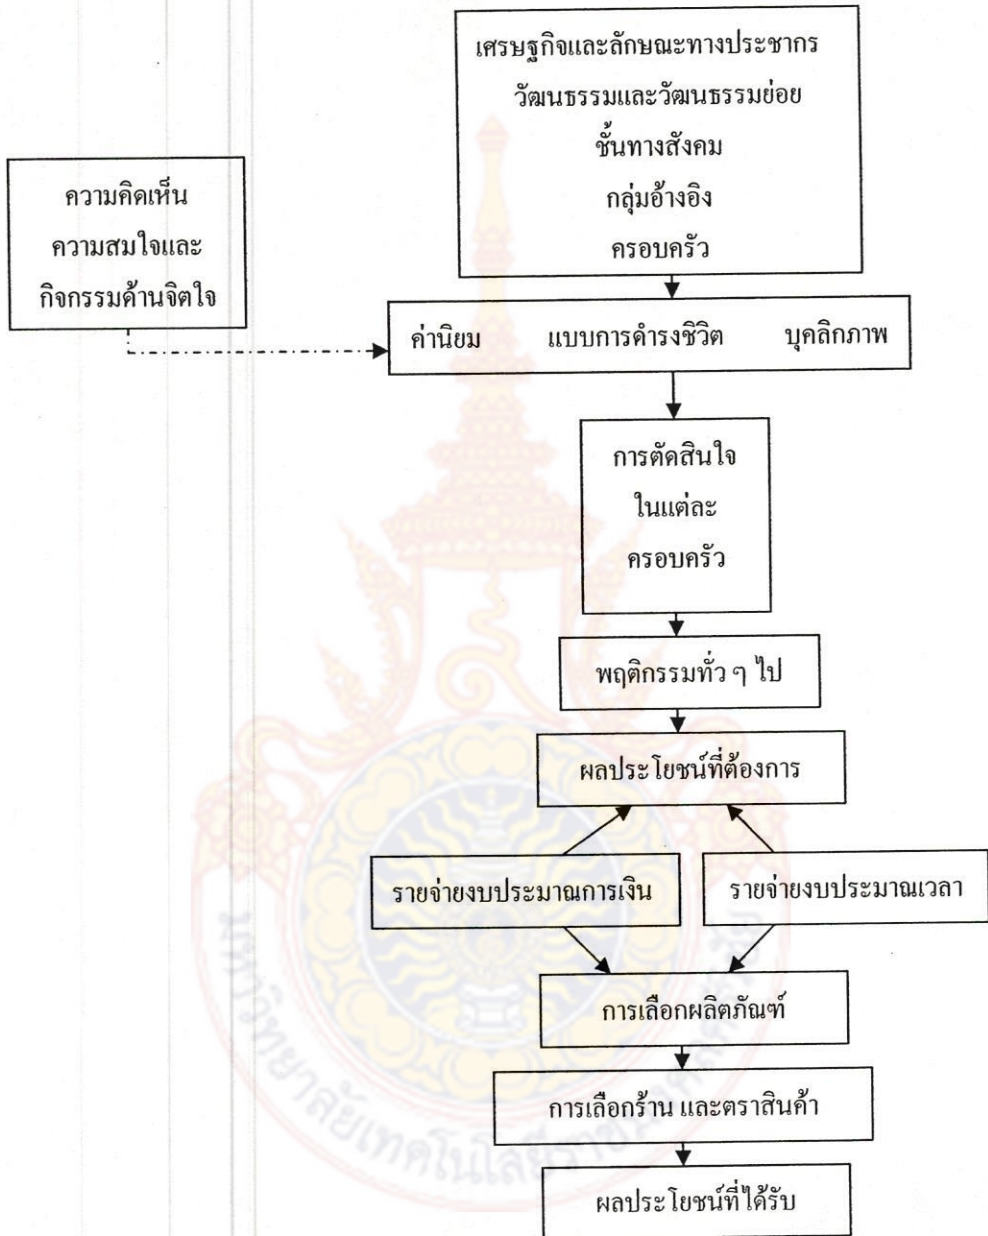 เศรษฐกิจและลักษณะทางประชากร
วัฒนธรรมและวัฒนธรรมย่อย
ชั้นทางสังคม
กลุ่มอ้างอิง
ครอบครัว
ความคิดเห็น
ความสมใจและ
กิจกรรมด้านจิตใจ
ค่านิยม แบบการดำรงชีวิต บุคลิกภาพ
การตัดสินใจ
ในแต่ละ
ครอบครัว
พฤติกรรมทั่ว ๆ ไป
ผลประโยชน์ที่ต้องการ
รายจ่ายงบประมาณการเงิน รายจ่ายงบประมาณเวลา
การเลือกผลิตภัณฑ์
การเลือกร้าน และตราสินค้า
ผลประโยชน์ที่ได้รับ